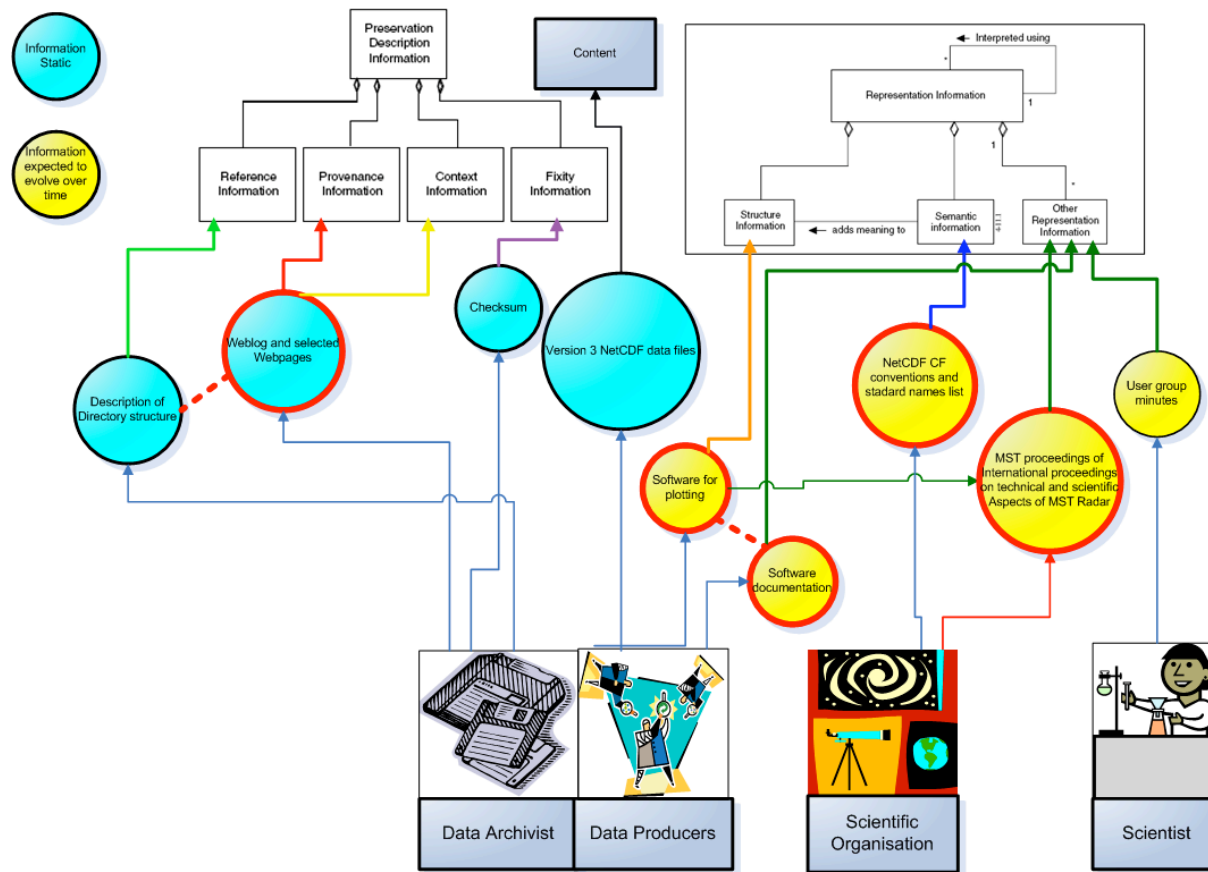 Information
Static
Information
expected to
evolve over
time
Preservation
Description
Information
Content
Interpreted using
*
Representation Information
1
1
*
Reference
Information
Provenance
Information
Context
Information
Fixity
Information
Structure
Information
adds meaning to
Semantic
information
Other
Representation
Information
Checksum
Version 3 NetCDF data files
Weblog and selected
Webpages
Description of
Directory structure
NetCDF CF
conventions and
stadard names list
User group
minutes
MST proceedings of
International proceedings
on technical and scientific
Aspects of MST Radar
Software for
plotting
Software
documentation
Data Archivist
Data Producers
Scientific
Organisation
Scientist